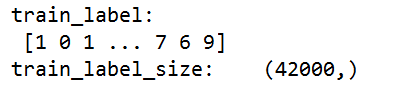 train_label:
[1 0 1 ... 7 6 9]
train_label_size: (42000,)